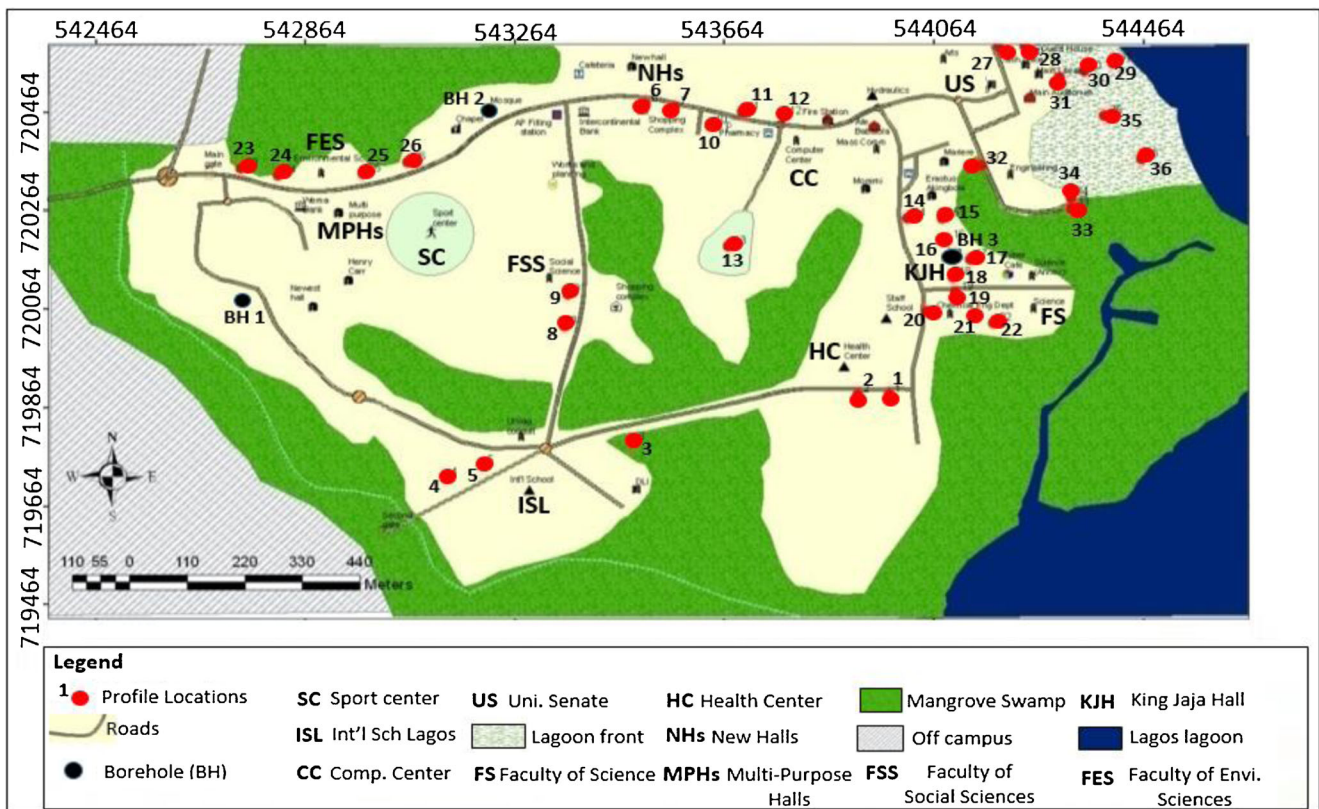 542464 542864 543264 543664 544064 544464
720464
720264
720064
719864
719664
719464
27
28
30 29
31
35
36
34
33
32
US
NHs
Newhall
Cafeteria
6 7
11 12
10
BH 2
Mosque
Chapel
AP Filling
station
Intercontinental
Bank
Shopping
Complex
Pharmacy
Fire Station
Hydraulics
Arts
Main Auditorium
Computer
Center
CC
Mass Comm
Moremi
Mariere
Engineering
FES
23 24 25 26
Main
gate
Multi
purpose
MPHs
Sport
center
SC
Henry
Carr
Newest
hall
BH 1
FSS
Social
Science
9
8
Shopping
complex
13
14 15
16 BH 3
17
KJH 18
19
20 21 22
Staff
School
Science
FS
HC
Health
Center
2 1
3
4 5
Int'l School
ISL
DLI
Second
gate
N
W E
S
110 55 0 110 220 330 440
Meters
Legend
1 Profile Locations SC Sport center US Uni. Senate HC Health Center Mangrove Swamp KJH King Jaja Hall
Roads ISL Int'l Sch Lagos Lagoon front NHs New Halls Off campus Lagos lagoon
Borehole (BH) CC Comp. Center FS Faculty of Science MPHs Multi-Purpose Halls FSS Faculty of Social Sciences FES Faculty of Envi. Sciences